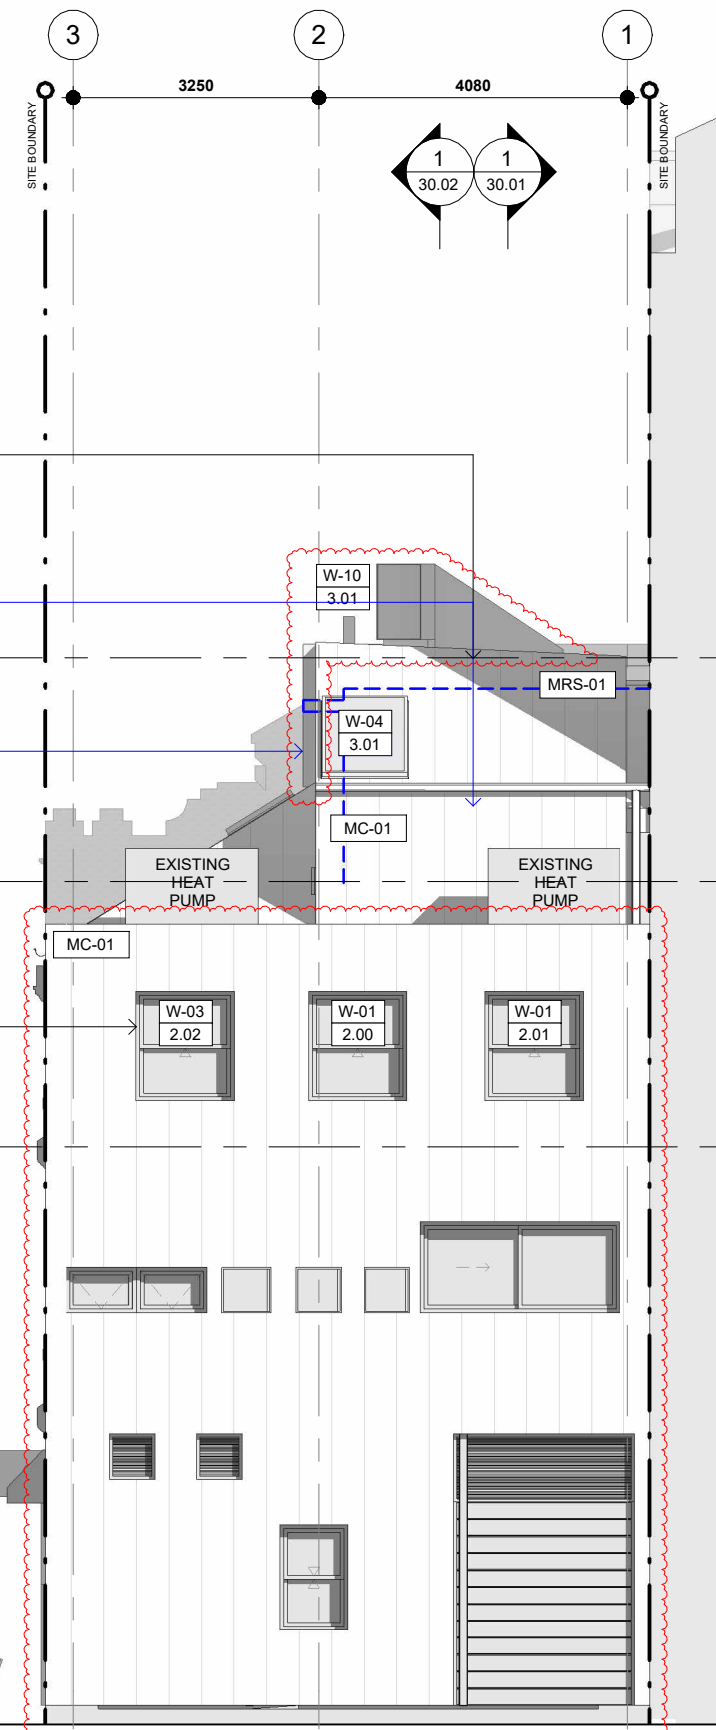 3
2
1
3250
4080
SITE BOUNDARY
SITE BOUNDARY
1
30.02
1
30.01
W-10
3.01
MRS-01
W-04
3.01
MC-01
EXISTING
HEAT
PUMP
EXISTING
HEAT
PUMP
MC-01
W-03
2.02
W-01
2.00
W-01
2.01